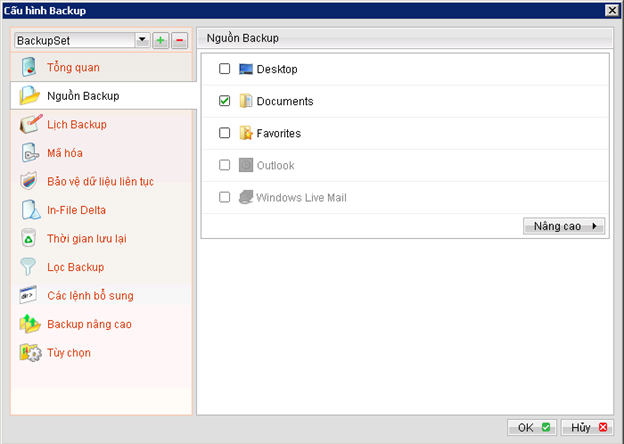 Cấu hình Backup
BackupSet
Tổng quan
Nguồn Backup
Lịch Backup
Mã hóa
Bảo vệ dữ liệu liên tục
In-File Delta
Thời gian lưu lại
Lọc Backup
Các lệnh bổ sung
Backup nâng cao
Tùy chọn
Nguồn Backup
Desktop
Documents
Favorites
Outlook
Windows Live Mail
Nâng cao
OK
Hủy